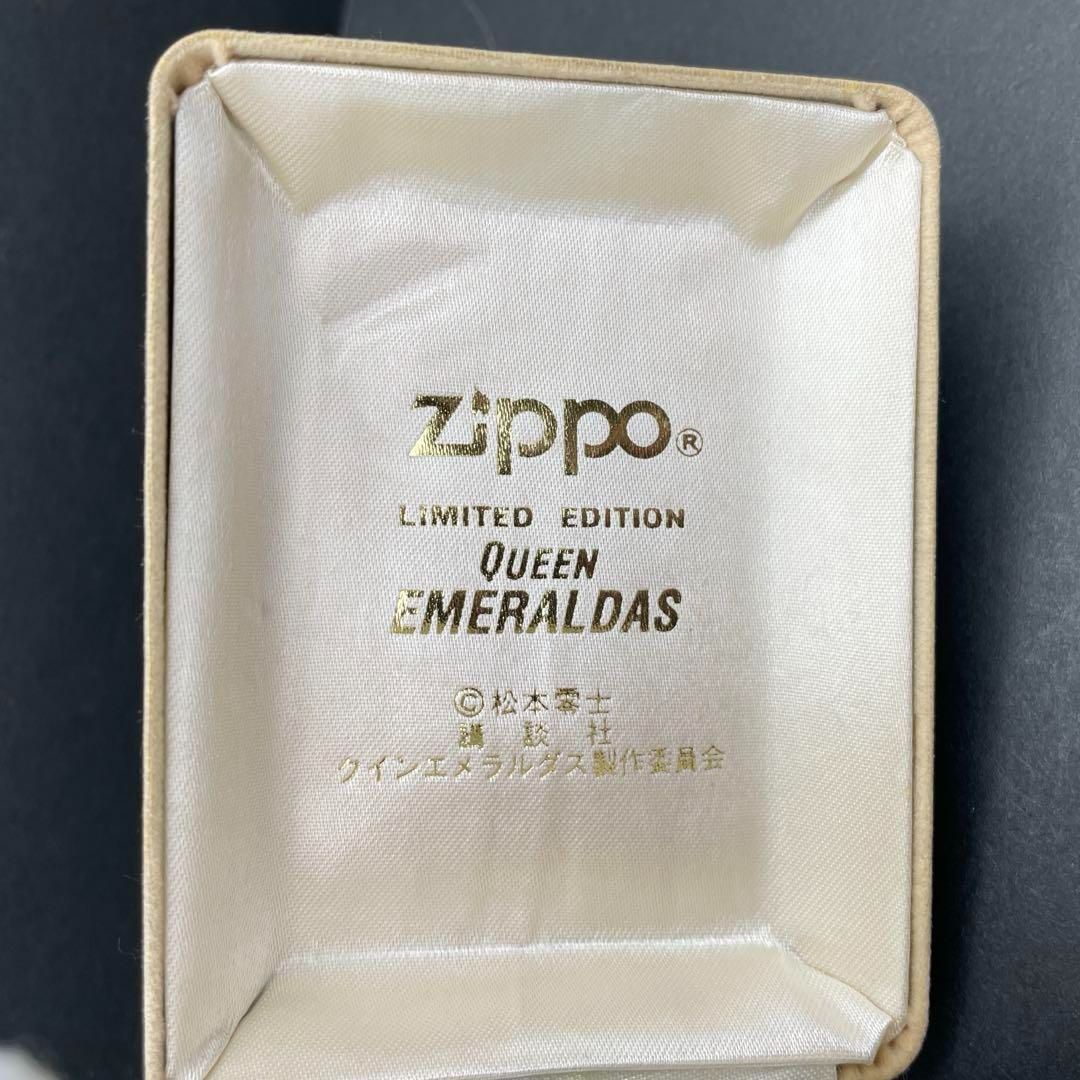 Zippo®
LIMITED EDITION
QUEEN
EMERALDAS
©松本零士
講談社
クインエメラルダス製作委員会